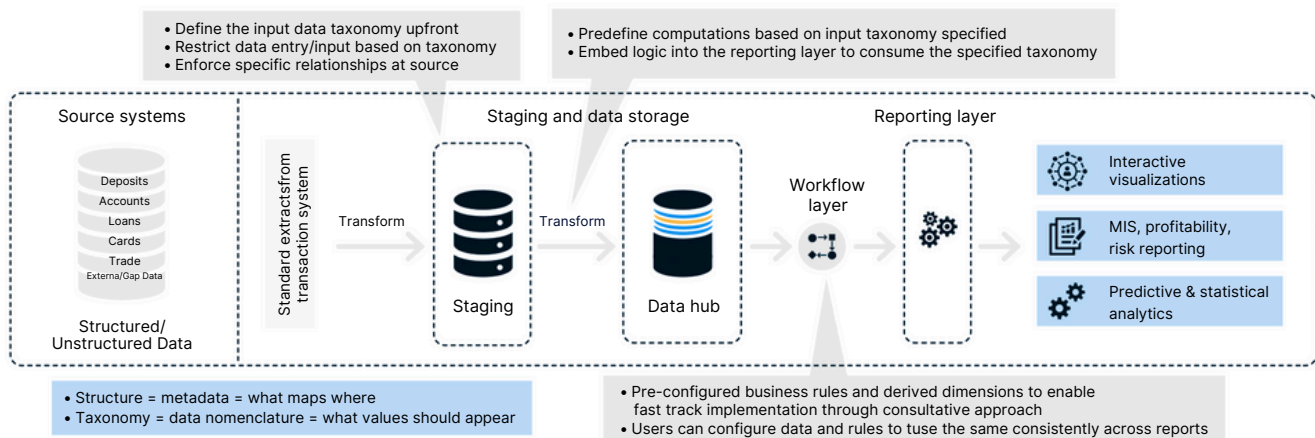 • Define the input data taxonomy upfront
• Restrict data entry/input based on taxonomy
• Enforce specific relationships at source
• Predefine computations based on input taxonomy specified
• Embed logic into the reporting layer to consume the specified taxonomy
Source systems
Deposits
Accounts
Loans
Cards
Trade
Externa/Gap Data
Structured/
Unstructured Data
Standard extractsfrom
transaction system
Transform
Staging and data storage
Staging
Transform
Data hub
Workflow
layer
Reporting layer
Interactive
visualizations
MIS, profitability,
risk reporting
Predictive & statistical
analytics
• Structure = metadata = what maps where
• Taxonomy = data nomenclature = what values should appear
• Pre-configured business rules and derived dimensions to enable
fast track implementation through consultative approach
• Users can configure data and rules to tuse the same consistently across reports